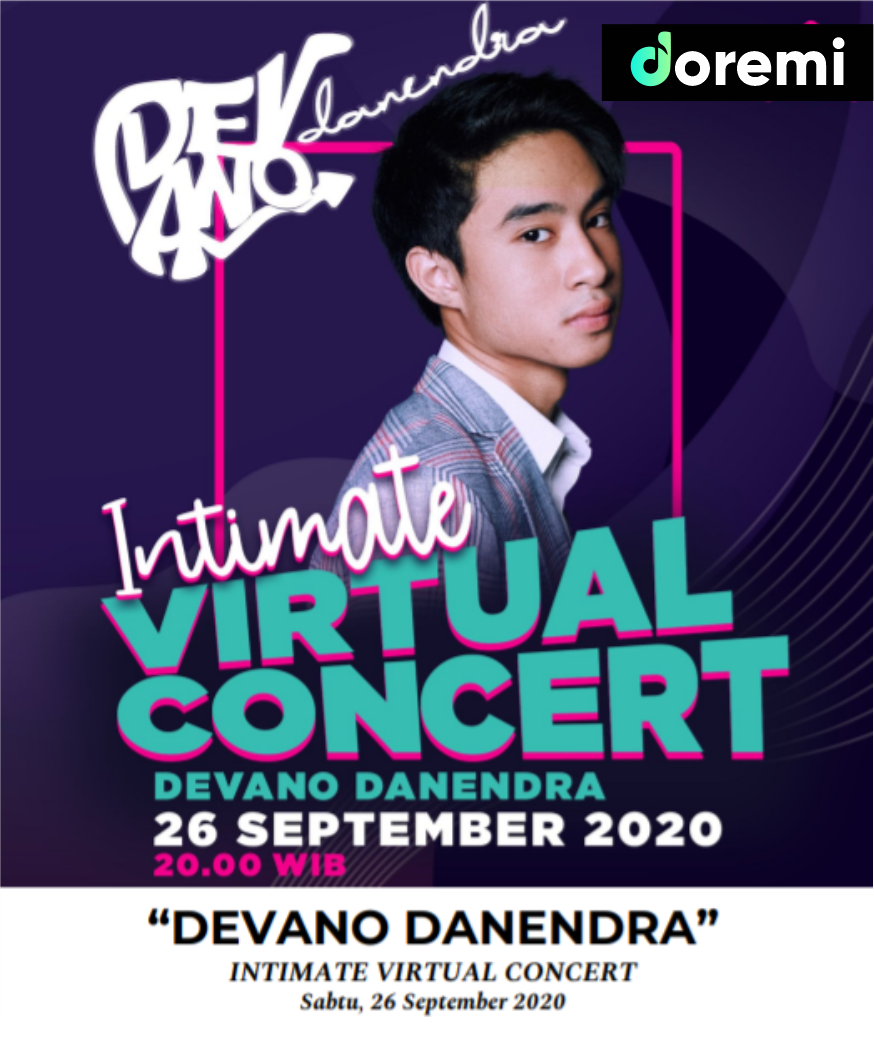 DEVANO danendra
doremi
Intimate
VIRTUAL
CONCERT
DEVANO DANENDRA
26 SEPTEMBER 2020
20.00 WIB
“DEVANO DANENDRA”
INTIMATE VIRTUAL CONCERT
Sabtu, 26 September 2020